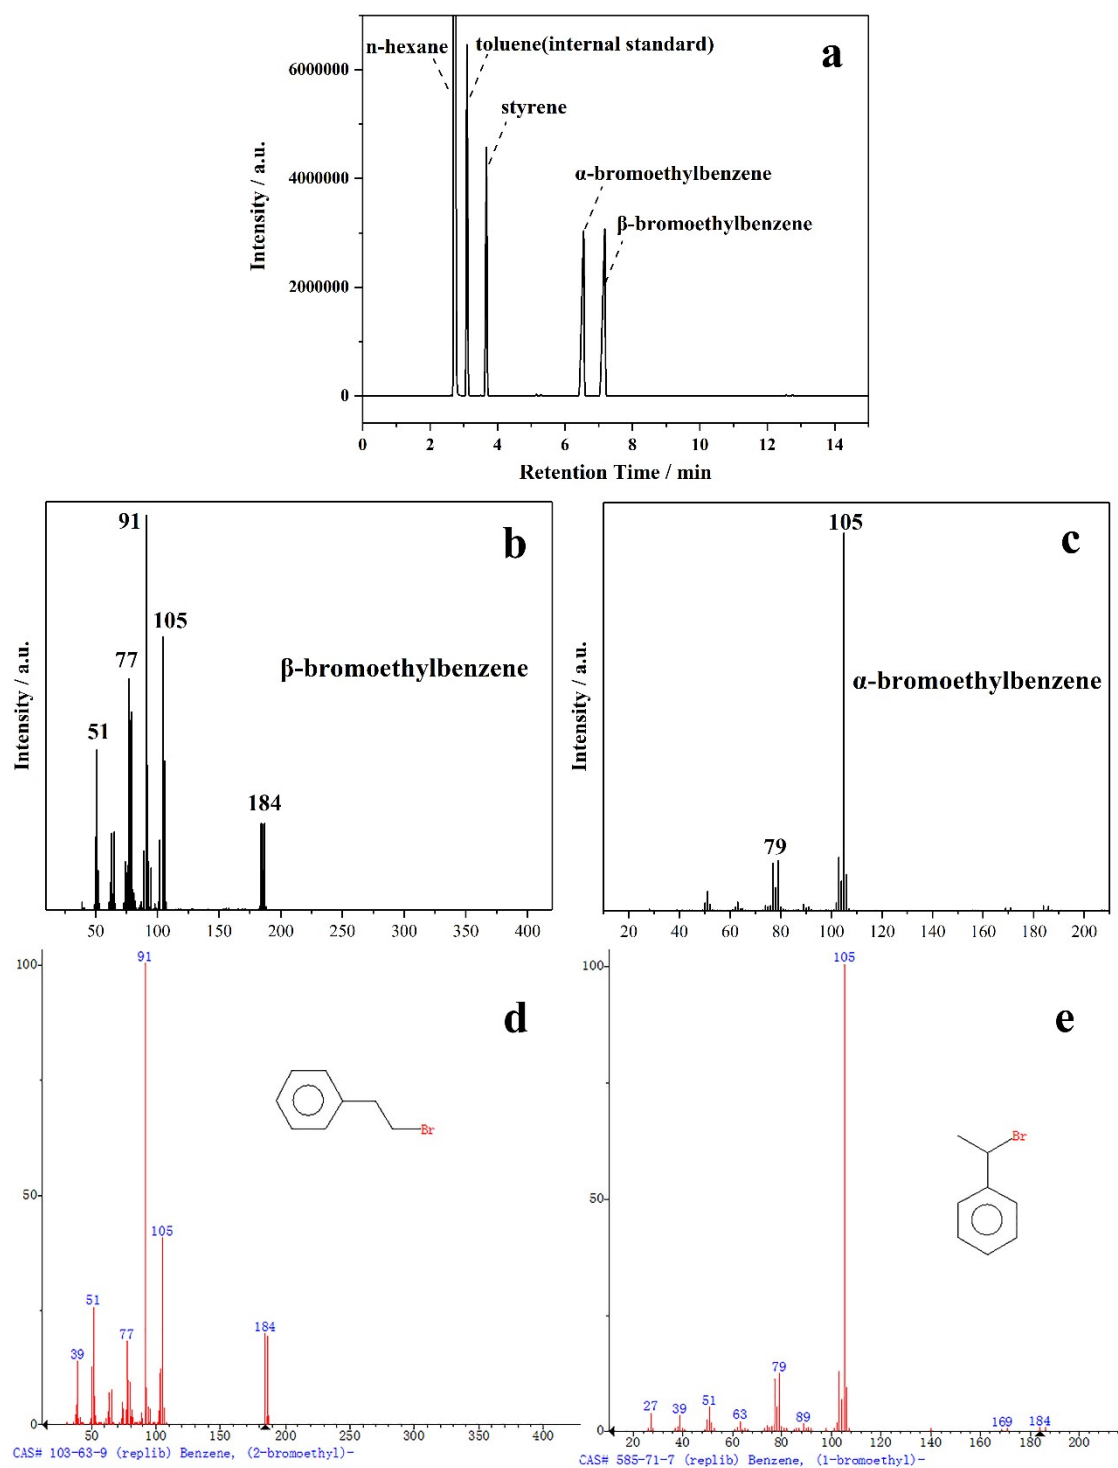 n-hexane
toluene(internal standard)
a
styrene
α-bromoethylbenzene
β-bromoethylbenzene
6000000
4000000
2000000
0
Intensity / a.u.
0 2 4 6 8 10 12 14
Retention Time / min
91
b
105
77
β-bromoethylbenzene
51
184
Intensity / a.u.
50 100 150 200 250 300 350 400
105
c
α-bromoethylbenzene
79
Intensity / a.u.
20 40 60 80 100 120 140 160 180 200
100
91
d
Br
50
105
51
77
184
39
0
50 100 150 200 250 300 350 400
CAS# 103-63-9 (replib) Benzene, (2-bromoethyl)-
100
105
e
Br
50
79
27
39
51
63
89
169
184
0
20 40 60 80 100 120 140 160 180 200
CAS# 585-71-7 (replib) Benzene, (1-bromoethyl)-